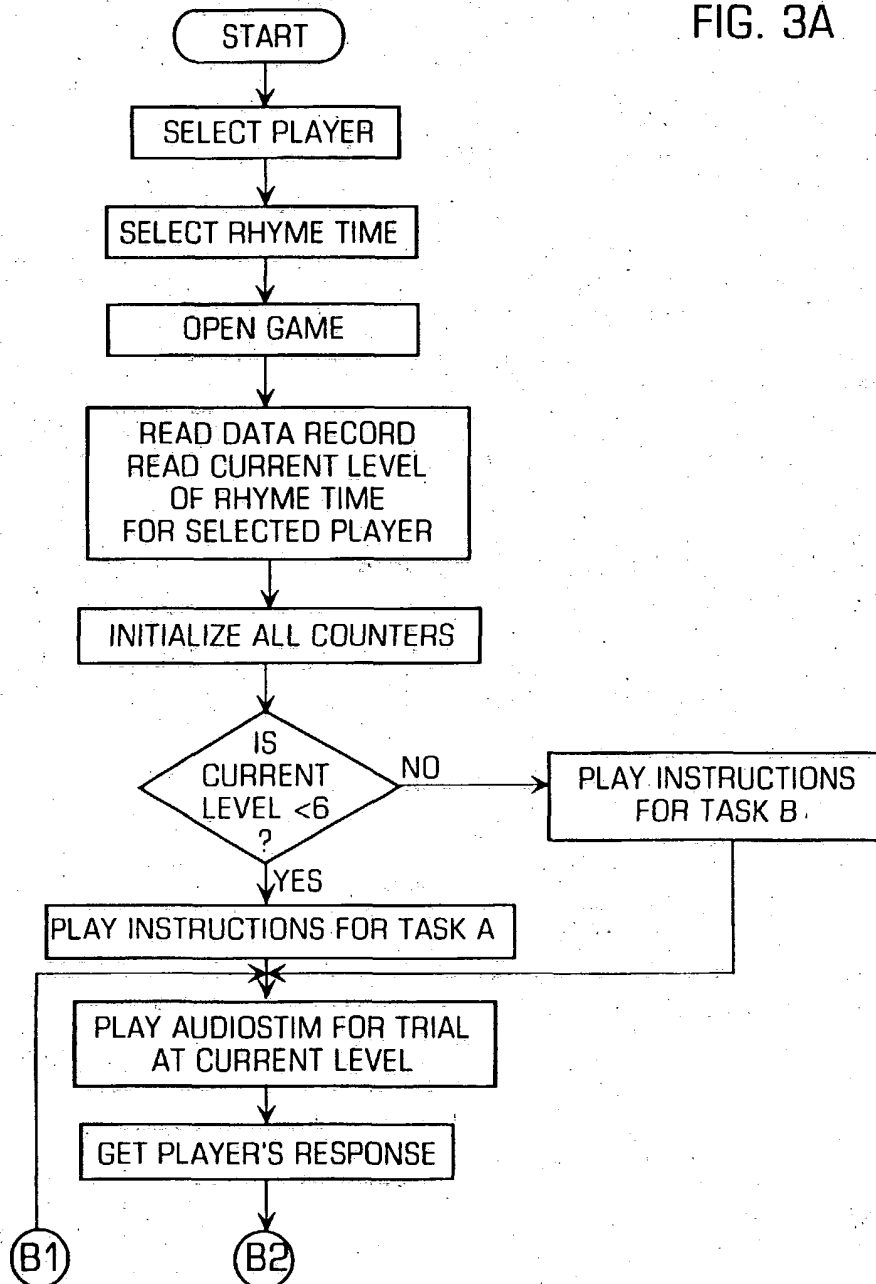 FIG. 3A
START
SELECT PLAYER
SELECT RHYME TIME
OPEN GAME
READ DATA RECORD
READ CURRENT LEVEL
OF RHYME TIME
FOR SELECTED PLAYER
INITIALIZE ALL COUNTERS
IS
CURRENT
LEVEL <6
?
NO
PLAY INSTRUCTIONS
FOR TASK B
YES
PLAY INSTRUCTIONS FOR TASK A
PLAY AUDIOSTIM FOR TRIAL
AT CURRENT LEVEL
GET PLAYER'S RESPONSE
B1
B2